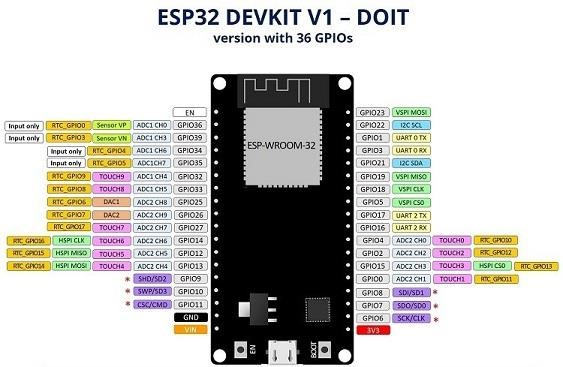 ESP32 DEVKIT V1 – DOIT
version with 36 GPIOs
ESP-WROOM-32
EN
Input only RTC_GPIO0 Sensor VP ADC1 CH0 GPIO36
Input only RTC_GPIO3 Sensor VN ADC1 CH3 GPIO39
Input only RTC_GPIO4 ADC1 CH6 GPIO34
Input only RTC_GPIO5 ADC1CH7 GPIO35
RTC_GPIO9 TOUCH9 ADC1 CH4 GPIO32
RTC_GPIO8 TOUCH8 ADC1 CH5 GPIO33
RTC_GPIO6 DAC1 ADC2 CH8 GPIO25
RTC_GPIO7 DAC2 ADC2 CH9 GPIO26
RTC_GPIO17 TOUCH7 ADC2 CH7 GPIO27
RTC_GPIO16 HSPI CLK TOUCH6 ADC2 CH6 GPIO14
RTC_GPIO15 HSPI MISO TOUCH5 ADC2 CH5 GPIO12
RTC_GPIO14 HSPI MOSI TOUCH4 ADC2 CH4 GPIO13
* SHD/SD2 GPIO9
* SWP/SD3 GPIO10
* CSC/CMD GPIO11
GND
VIN
GPIO23 VSPI MOSI
GPIO22 I2C SCL
GPIO1 UART 0 TX
GPIO3 UART 0 RX
GPIO21 I2C SDA
GPIO19 VSPI MISO
GPIO18 VSPI CLK
GPIO5 VSPI CS0
GPIO17 UART 2 TX
GPIO16 UART 2 RX
GPIO4 ADC2 CH0 TOUCH0 RTC_GPIO10
GPIO2 ADC2 CH2 TOUCH2 RTC_GPIO12
GPIO15 ADC2 CH3 TOUCH3 HSPI CS0 RTC_GPIO13
GPIO0 ADC2 CH1 TOUCH1 RTC_GPIO11
GPIO8 SDI/SD1 *
GPIO7 SDO/SD0 *
GPIO6 SCK/CLK *
3V3
EN
BOOT